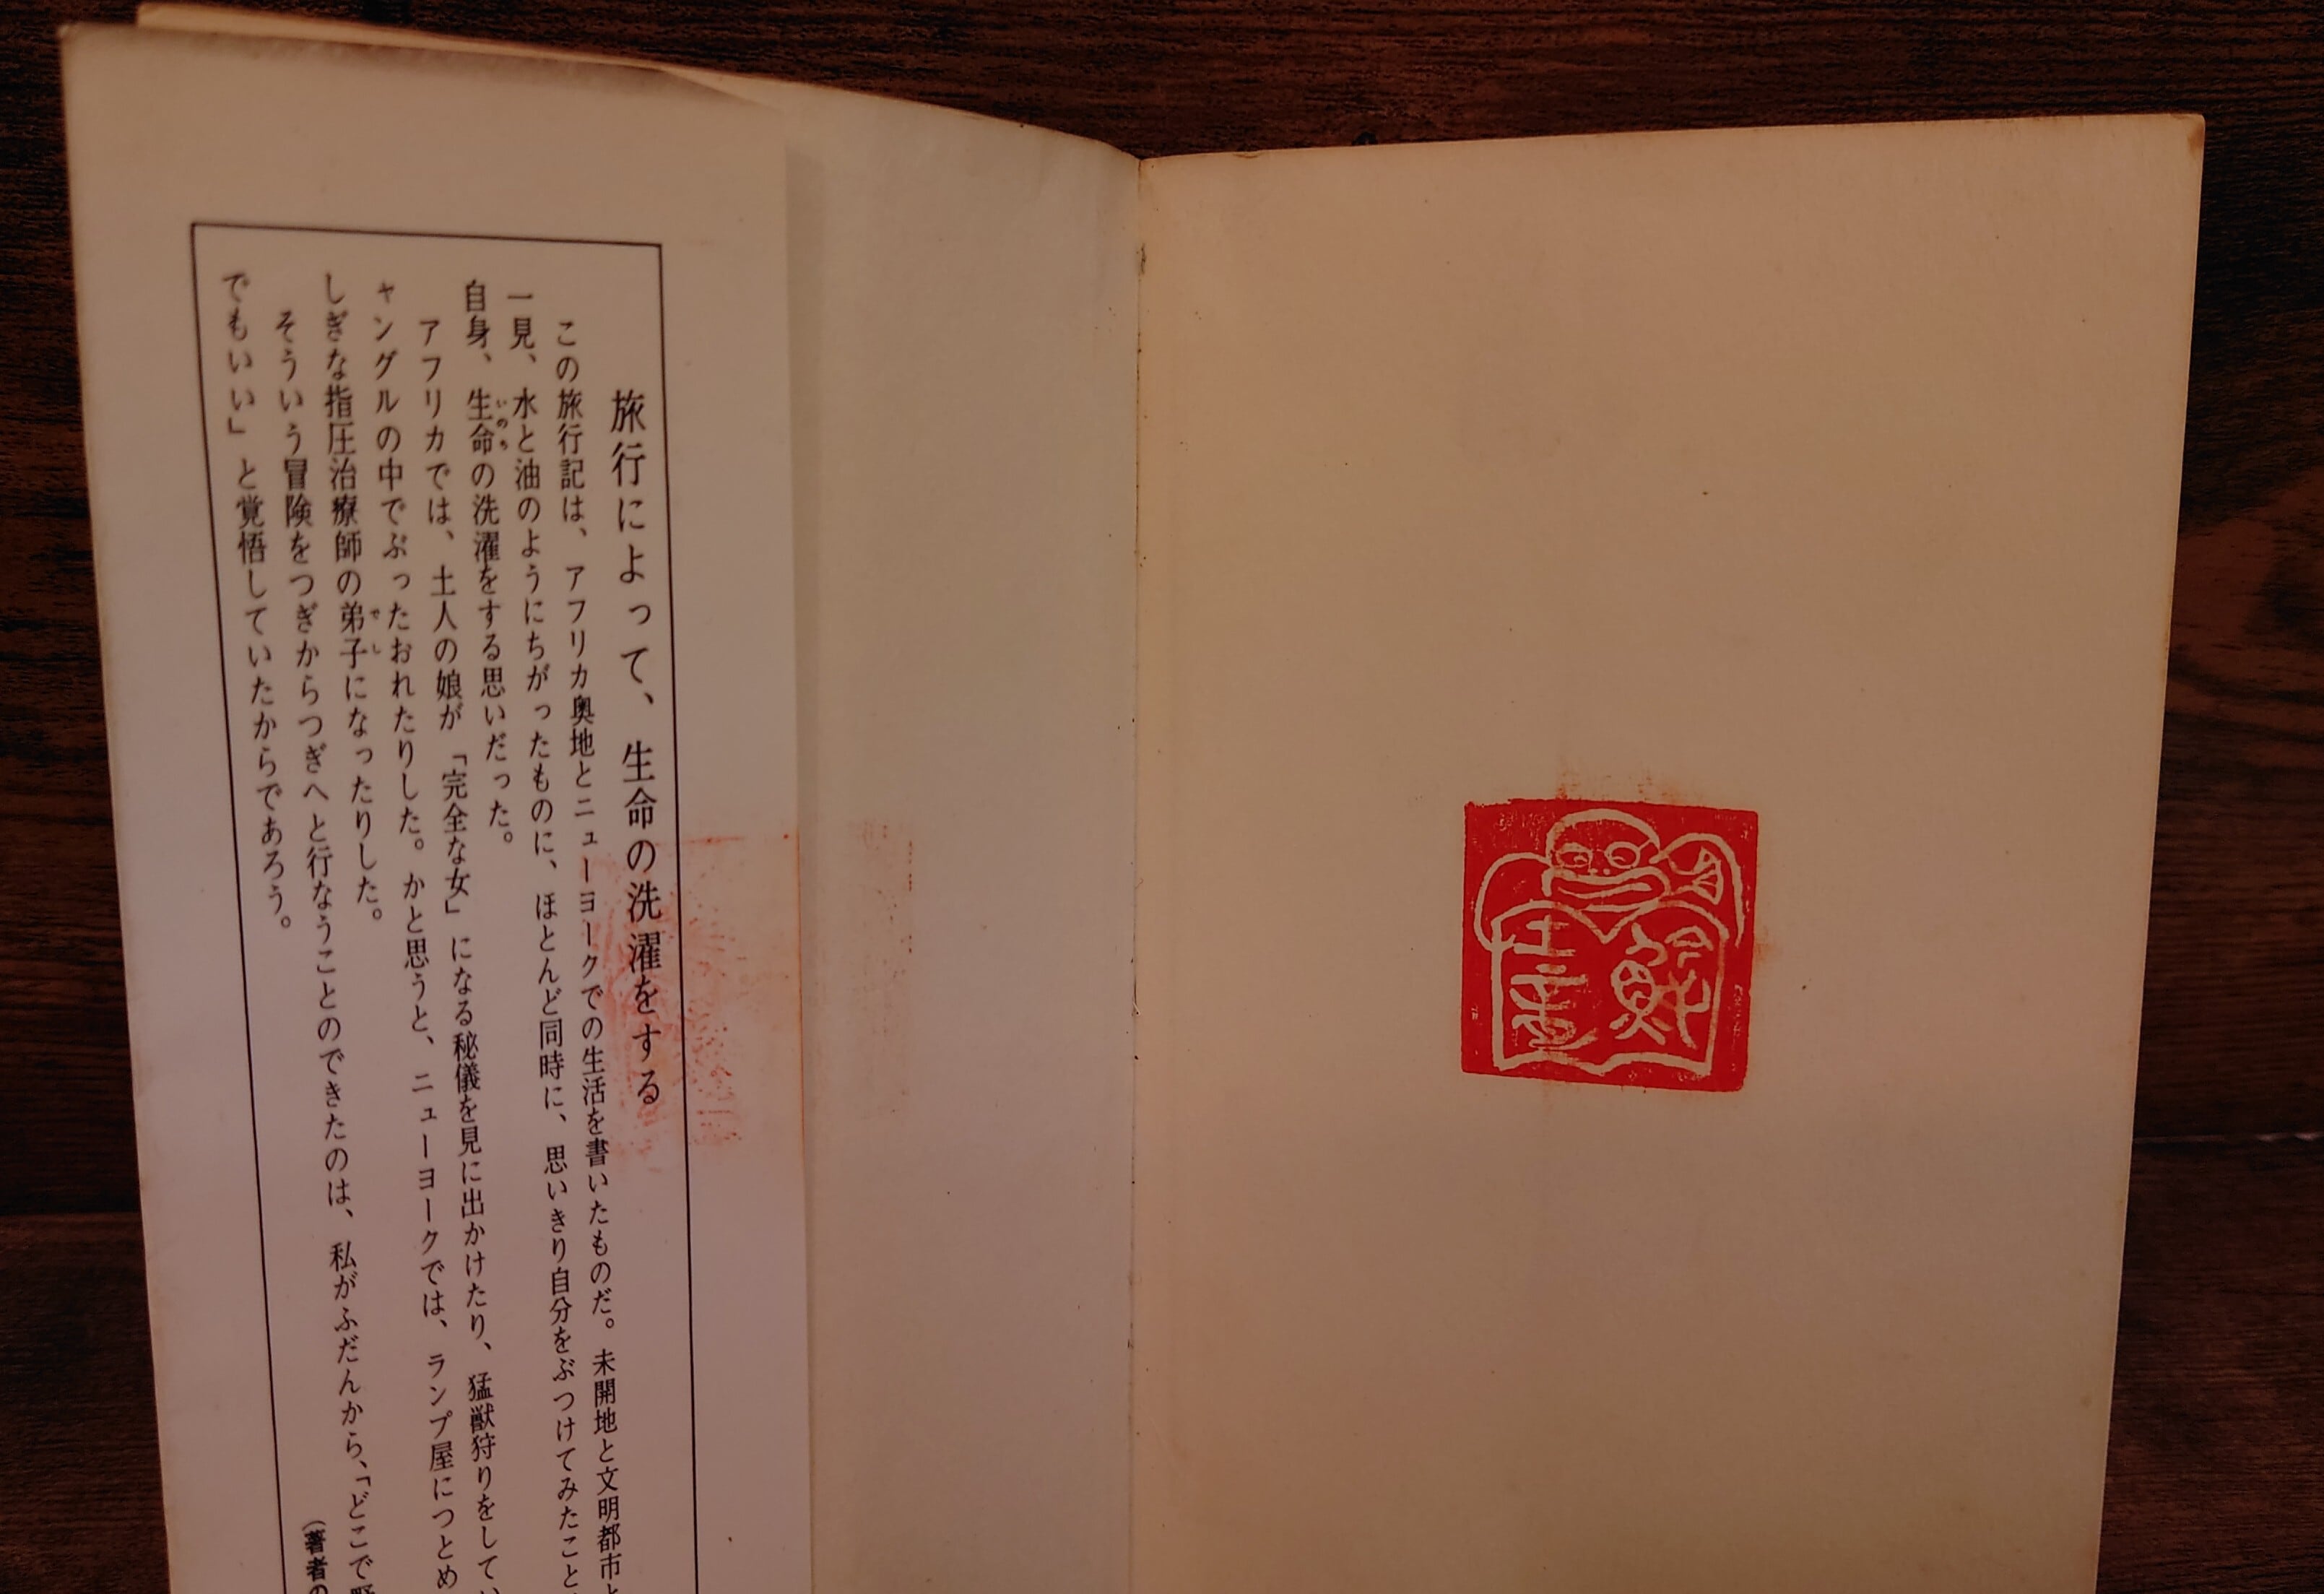 旅行によって、生命の洗濯をする
この旅行記は、アフリカ奥地とニューヨークでの生活を書いたものだ。未開地と文明都市と
一見、水と油のようにちがったものに、ほとんど同時に、思いきり自分をぶつけてみたこと
自身、生命の洗濯をする思いだった。
アフリカでは、土人の娘が「完全な女」になる秘儀を見に出かけたり、猛獣狩りをしてい
ャングルの中でぶったおれたりした。かと思うと、ニューヨークでは、ランプ屋につとめ
しぎな指圧治療師の弟子になったりした。
そういう冒険をつぎからつぎへと行なうことのできたのは、私がふだんから、「どこで野
でもいい」と覚悟していたからであろう。
（著者の